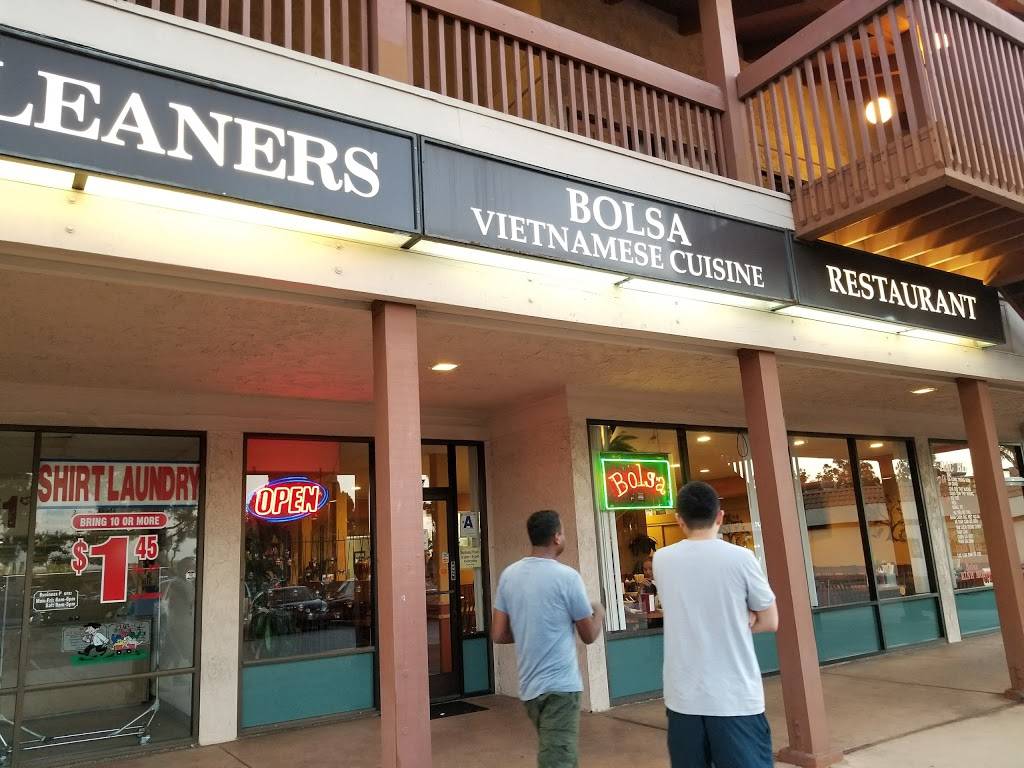 LEANERS
BOLSA
VIETNAMESE CUISINE
RESTAURANT
SHIRT LAUNDRY
BRING 10 OR MORE
$1.45
OPEN
A
Bolsa